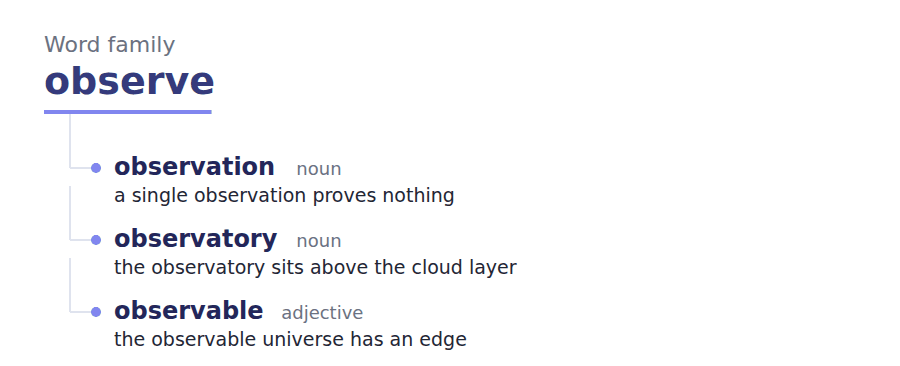 Word family
observe
observation noun
a single observation proves nothing
observatory noun
the observatory sits above the cloud layer
observable adjective
the observable universe has an edge